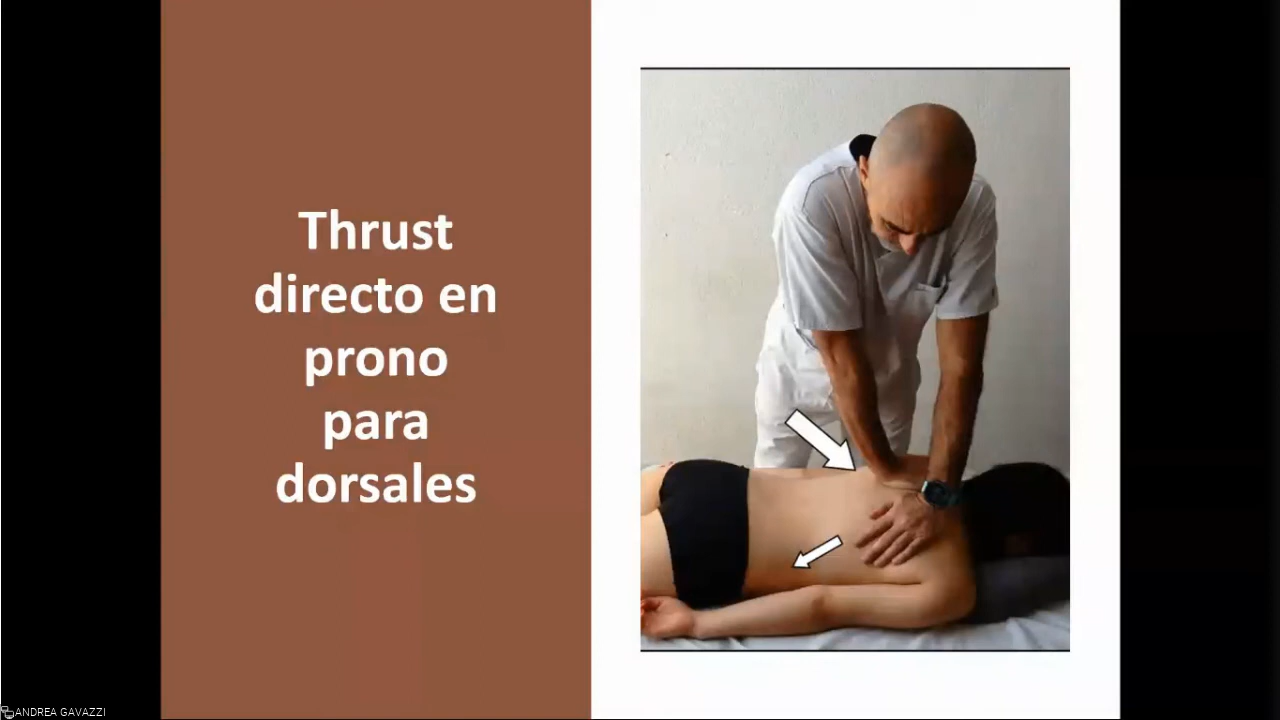 Thrust
directo en
prono
para
dorsales
ANDREA GAVAZZI